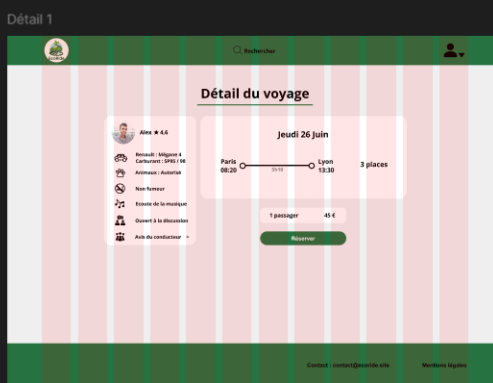 Détail 1
EcoRide
Rechercher
Détail du voyage
Alex ★ 4,6
Renault : Mégane 4
Carburant : SP95 / 98
Animaux : Autorisé
Non fumeur
Ecoute de la musique
Ouvert à la discussion
Avis du conducteur >
Jeudi 26 Juin
Paris
08:20
Lyon
13:30
3 places
1 passager 45 €
Réserver
Contact : contact@ecoride.site
Mentions légales